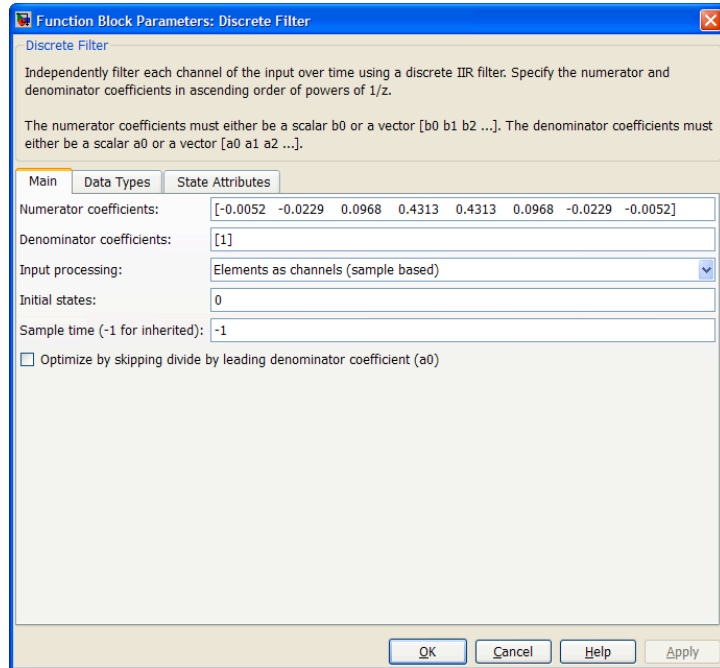 Function Block Parameters: Discrete Filter
Discrete Filter
Independently filter each channel of the input over time using a discrete IIR filter. Specify the numerator and
denominator coefficients in ascending order of powers of 1/z.
The numerator coefficients must either be a scalar b0 or a vector [b0 b1 b2 ...]. The denominator coefficients must
either be a scalar a0 or a vector [a0 a1 a2 ...].
Main Data Types State Attributes
Numerator coefficients: [-0.0052 -0.0229 0.0968 0.4313 0.4313 0.0968 -0.0229 -0.0052]
Denominator coefficients: [1]
Input processing: Elements as channels (sample based)
Initial states: 0
Sample time (-1 for inherited): -1
Optimize by skipping divide by leading denominator coefficient (a0)
OK Cancel Help Apply